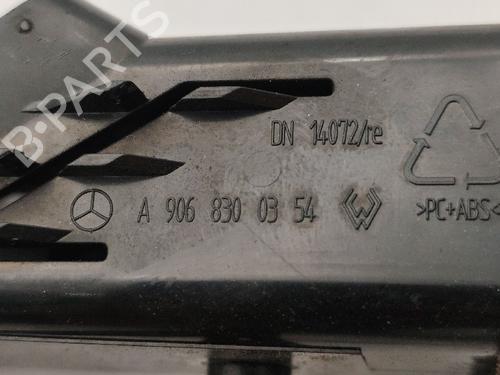 B-PARTS
DN 14072/re
A 906 830 03 54
>PC+ABS<